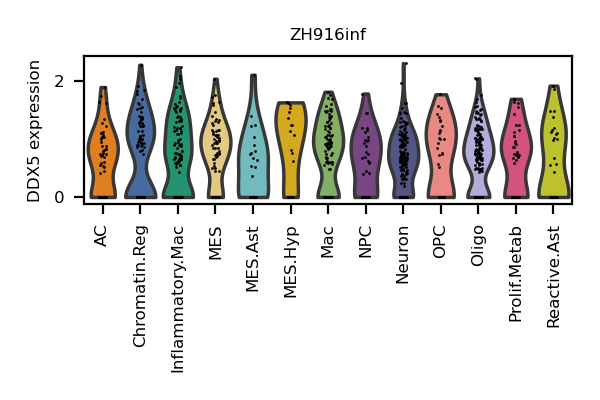 ZH916inf
DDX5 expression
2
0
AC
Chromatin.Reg
Inflammatory.Mac
MES
MES.Ast
MES.Hyp
Mac
NPC
Neuron
OPC
Oligo
Prolif.Metab
Reactive.Ast